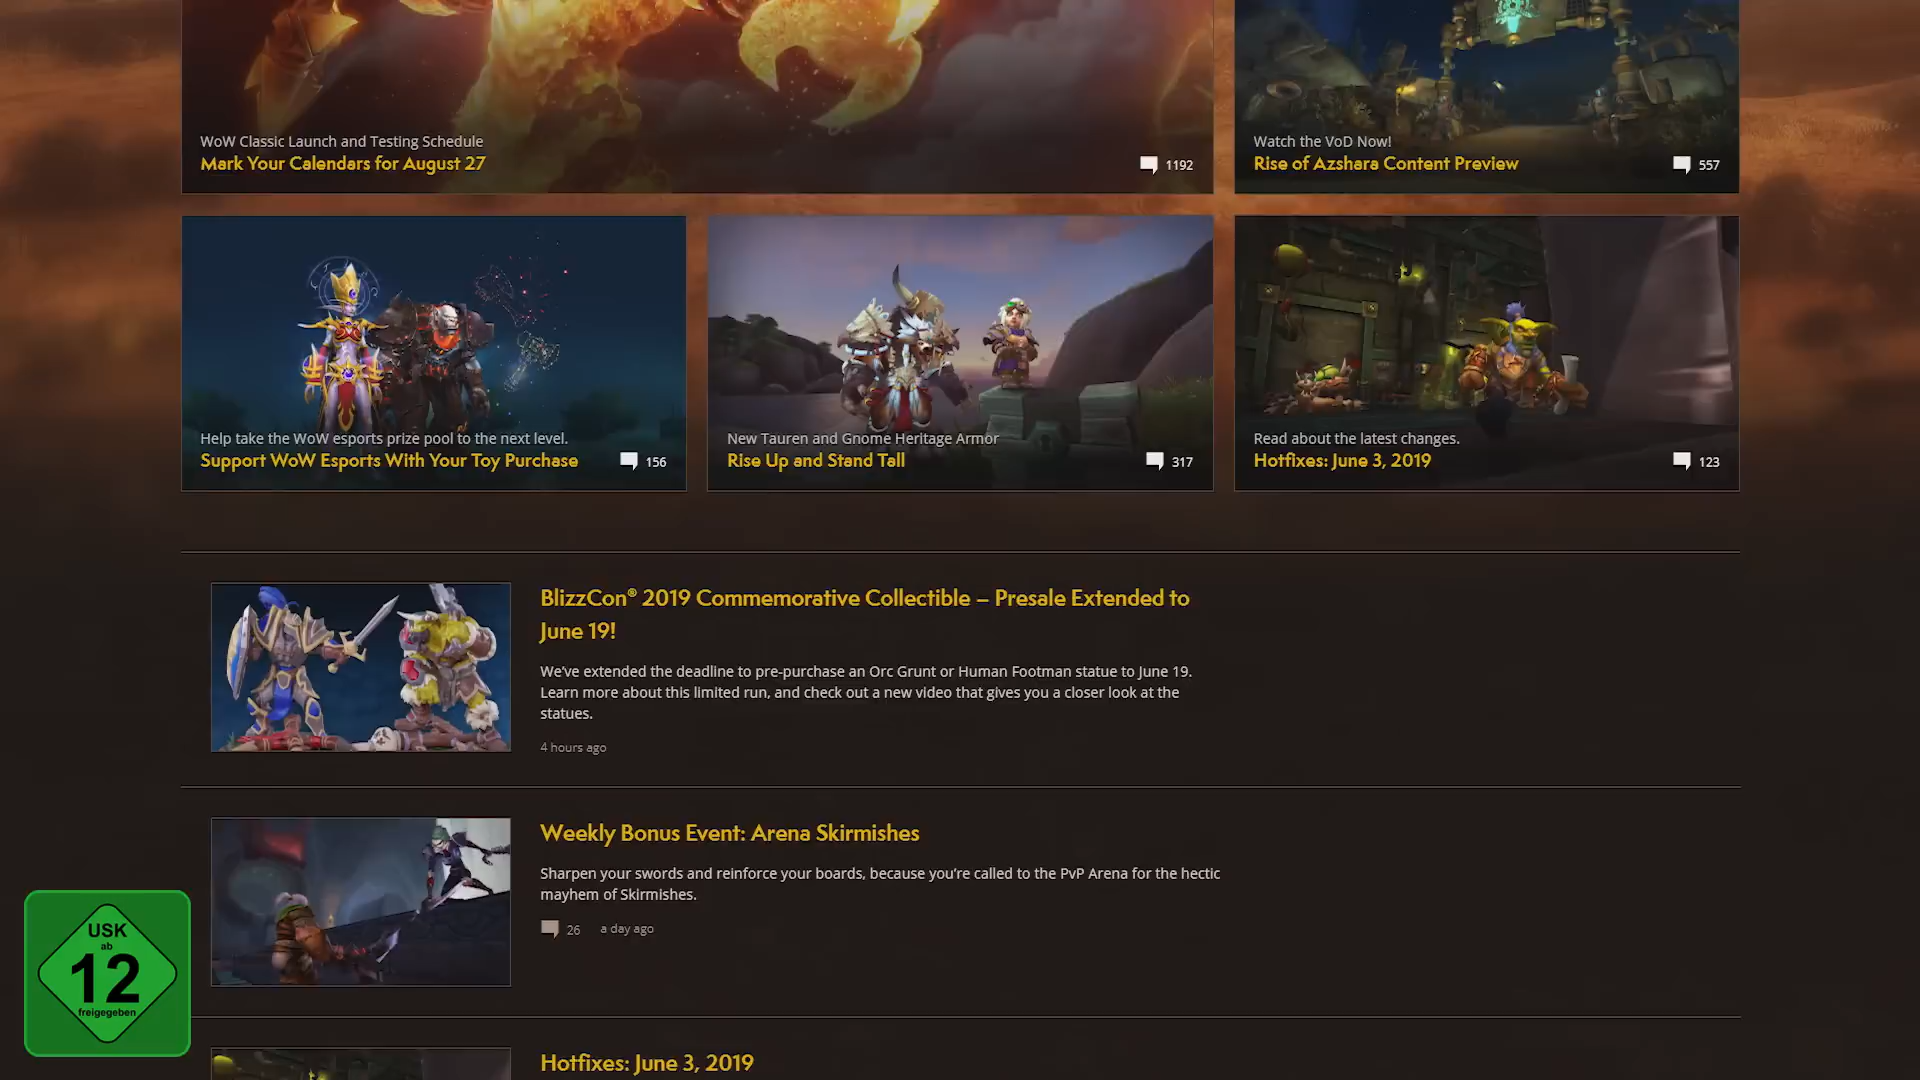 WoW Classic Launch and Testing Schedule
Mark Your Calendars for August 27
1192
Watch the VoD Now!
Rise of Azshara Content Preview
557
Help take the WoW esports prize pool to the next level.
Support WoW Esports With Your Toy Purchase
156
New Tauren and Gnome Heritage Armor
Rise Up and Stand Tall
317
Read about the latest changes.
Hotfixes: June 3, 2019
123
BlizzCon® 2019 Commemorative Collectible – Presale Extended to
June 19!
We’ve extended the deadline to pre-purchase an Orc Grunt or Human Footman statue to June 19.
Learn more about this limited run, and check out a new video that gives you a closer look at the
statues.
4 hours ago
Weekly Bonus Event: Arena Skirmishes
Sharpen your swords and reinforce your boards, because you’re called to the PvP Arena for the hectic
mayhem of Skirmishes.
26 a day ago
USK
ab
12
freigegeben
Hotfixes: June 3, 2019